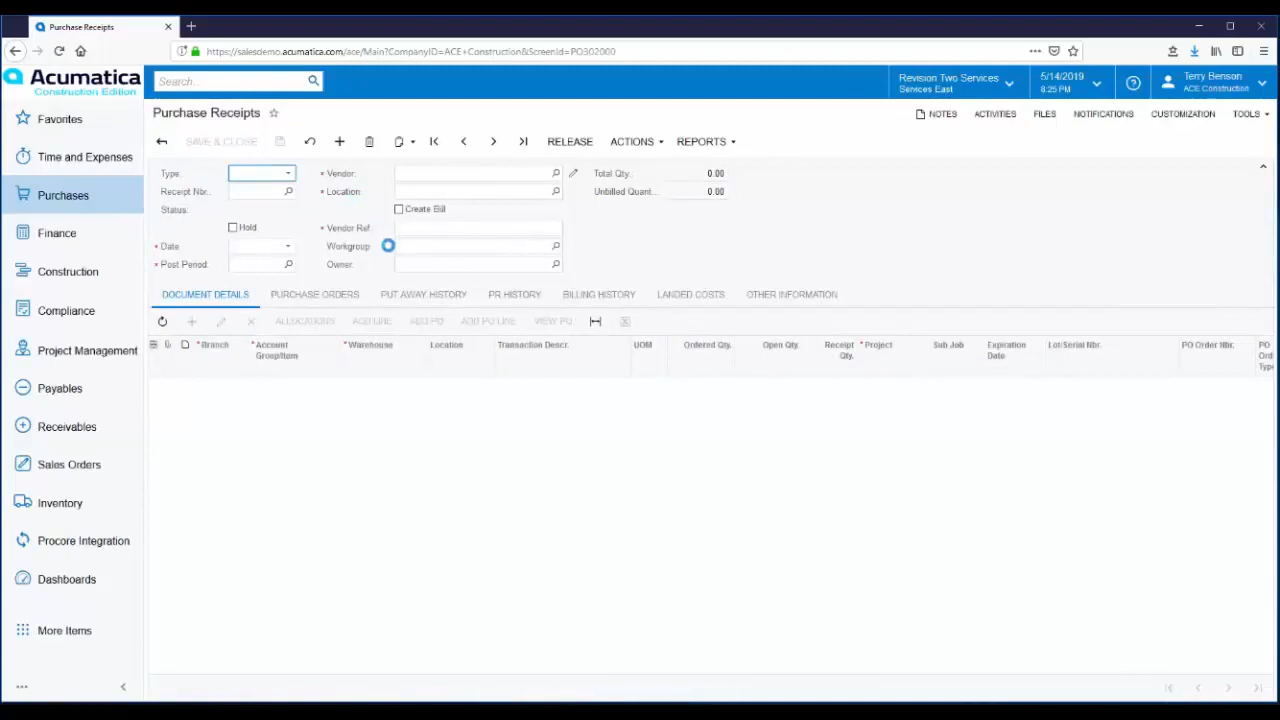 Purchase Receipts
https://salesdemo.acumatica.com/ace/Main?CompanyID=ACE+Construction&ScreenId=PO302000
Acumatica
Construction Edition
Search...
Revision Two Services
Services East
5/14/2019
8:25 PM
Terry Benson
ACE Construction
Favorites
Time and Expenses
Purchases
Finance
Construction
Compliance
Project Management
Payables
Receivables
Sales Orders
Inventory
Procore Integration
Dashboards
More Items
Purchase Receipts
NOTES ACTIVITIES FILES NOTIFICATIONS CUSTOMIZATION TOOLS
SAVE & CLOSE RELEASE ACTIONS REPORTS
Type: * Vendor: Total Qty.: 0.00
Receipt Nbr.: * Location: Unbilled Quant... 0.00
Status: Create Bill
Hold * Vendor Ref.
* Date: Workgroup:
* Post Period: Owner:
DOCUMENT DETAILS PURCHASE ORDERS PUT AWAY HISTORY PR HISTORY BILLING HISTORY LANDED COSTS OTHER INFORMATION
ALLOCATIONS ADD LINE ADD PO ADD PO LINE VIEW PO
* Branch * Account Group/Item * Warehouse Location Transaction Descr. UOM Ordered Qty. Open Qty. Receipt Qty. * Project Sub Job Expiration Date Lot/Serial Nbr. PO Order Nbr. PO Ord Type